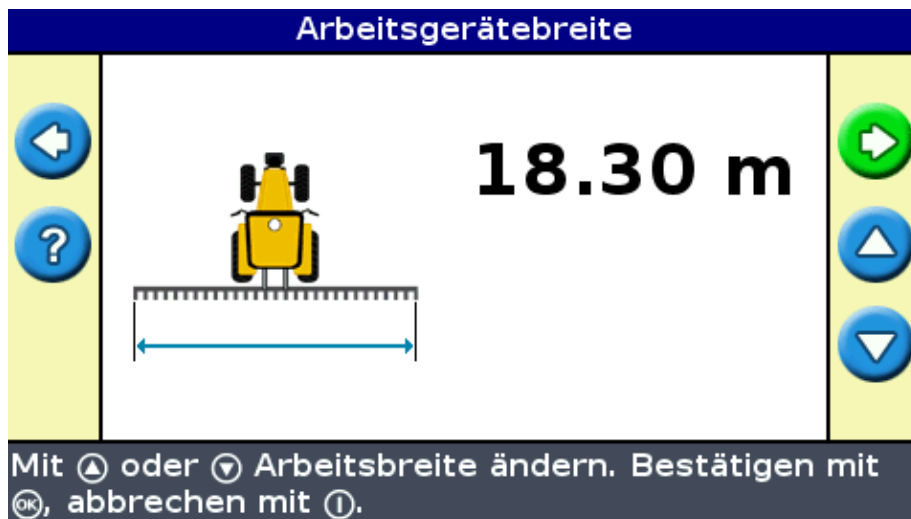 Arbeitsgerätebreite
18.30 m
?
Mit ▲ oder ▼ Arbeitsbreite ändern. Bestätigen mit
OK, abbrechen mit Ⓘ.